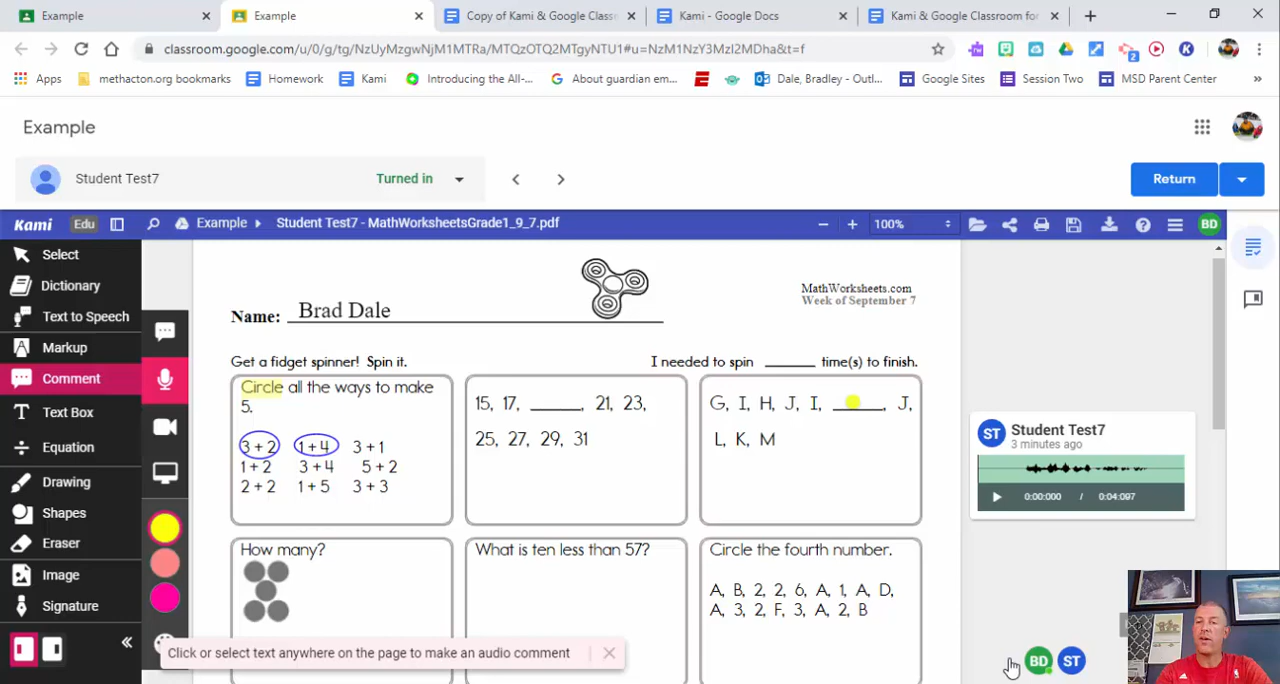 Example
Example
Copy of Kami & Google Class
Kami - Google Docs
Kami & Google Classroom for
classroom.google.com/u/0/g/tg/NzUyMzgwNjM1MTRa/MTQzOTQ2MTgyNTU1#u=NzM1NzY3MzI2MDha&t=f
Apps
methacton.org bookmarks
Homework
Kami
Introducing the All-...
About guardian em...
Dale, Bradley - Outl...
Google Sites
Session Two
MSD Parent Center
»
Example
Student Test7
Turned in
Return
Kami
Edu
Example
Student Test7 - MathWorksheetsGrade1_9_7.pdf
100%
BD
Select
Dictionary
Text to Speech
Markup
Comment
Text Box
Equation
Drawing
Shapes
Eraser
Image
Signature
Name: Brad Dale
MathWorksheets.com
Week of September 7
Get a fidget spinner! Spin it.
I needed to spin ______ time(s) to finish.
Circle all the ways to make
5.
3 + 2 1 + 4 3 + 1
1 + 2 3 + 4 5 + 2
2 + 2 1 + 5 3 + 3
15, 17, ______, 21, 23,
25, 27, 29, 31
G, I, H, J, I, ______, J,
L, K, M
How many?
What is ten less than 57?
Circle the fourth number.
A, B, 2, 2, 6, A, 1, A, D,
A, 3, 2, F, 3, A, 2, B
ST
Student Test7
3 minutes ago
0:00:000 / 0:04:097
Click or select text anywhere on the page to make an audio comment
BD
ST